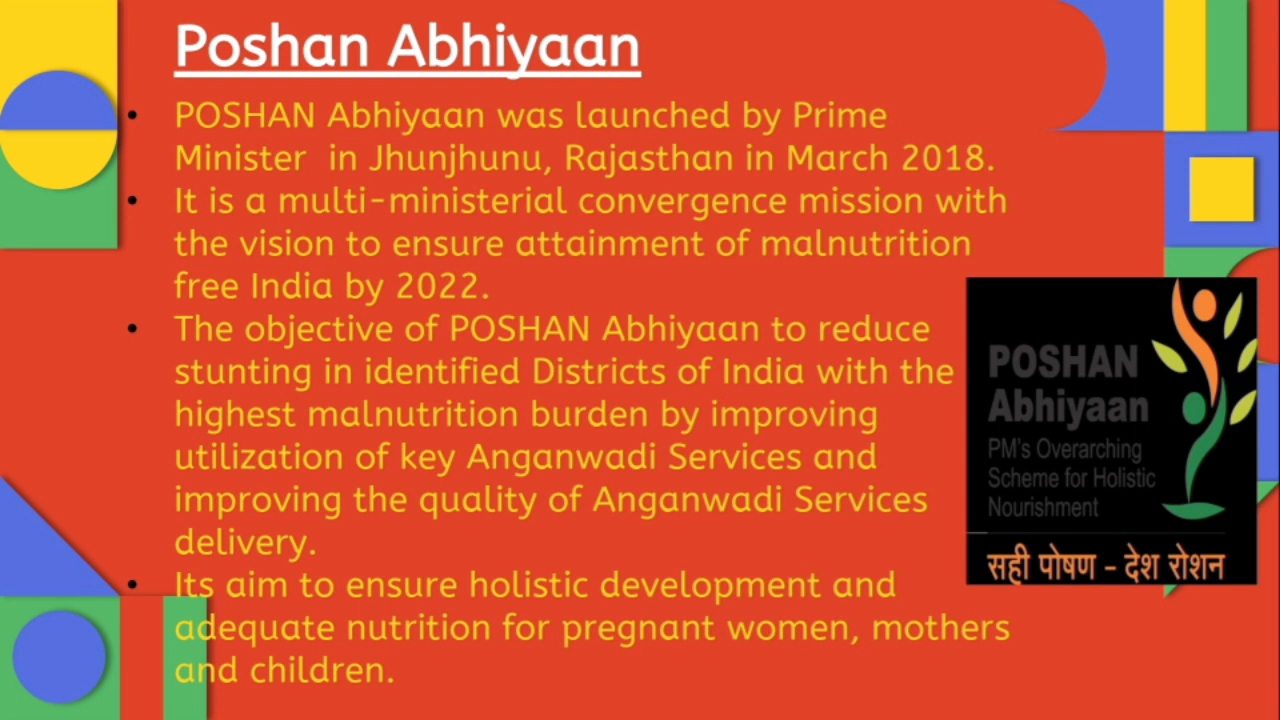 Poshan Abhiyaan
• POSHAN Abhiyaan was launched by Prime
Minister in Jhunjhunu, Rajasthan in March 2018.
• It is a multi-ministerial convergence mission with
the vision to ensure attainment of malnutrition
free India by 2022.
• The objective of POSHAN Abhiyaan to reduce
stunting in identified Districts of India with the
highest malnutrition burden by improving
utilization of key Anganwadi Services and
improving the quality of Anganwadi Services
delivery.
• Its aim to ensure holistic development and
adequate nutrition for pregnant women, mothers
and children.
POSHAN
Abhiyaan
PM's Overarching
Scheme for Holistic
Nourishment
सही पोषण - देश रोशन